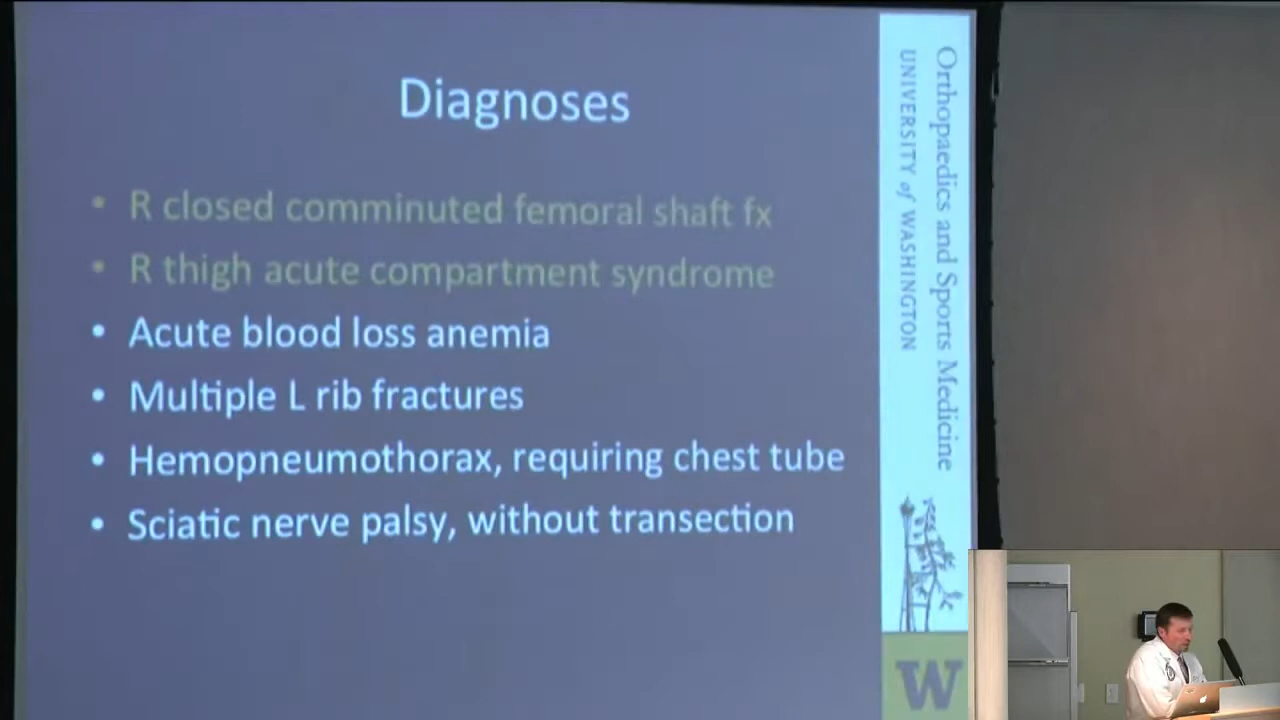 Diagnoses
• R closed comminuted femoral shaft fx
• R thigh acute compartment syndrome
• Acute blood loss anemia
• Multiple L rib fractures
• Hemopneumothorax, requiring chest tube
• Sciatic nerve palsy, without transection
Orthopaedics and Sports Medicine
UNIVERSITY of WASHINGTON
W